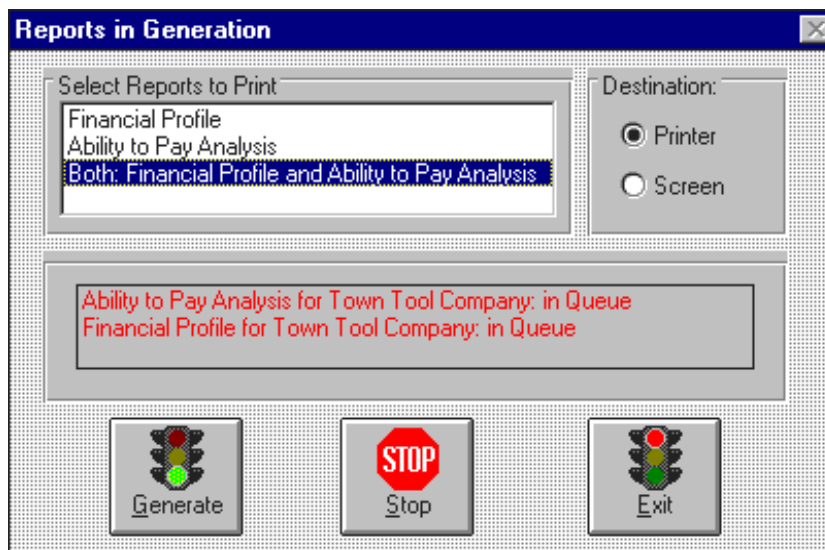 Reports in Generation
Select Reports to Print
Financial Profile
Ability to Pay Analysis
Both: Financial Profile and Ability to Pay Analysis
Destination:
Printer
Screen
Ability to Pay Analysis for Town Tool Company: in Queue
Financial Profile for Town Tool Company: in Queue
Generate
STOP
Stop
Exit